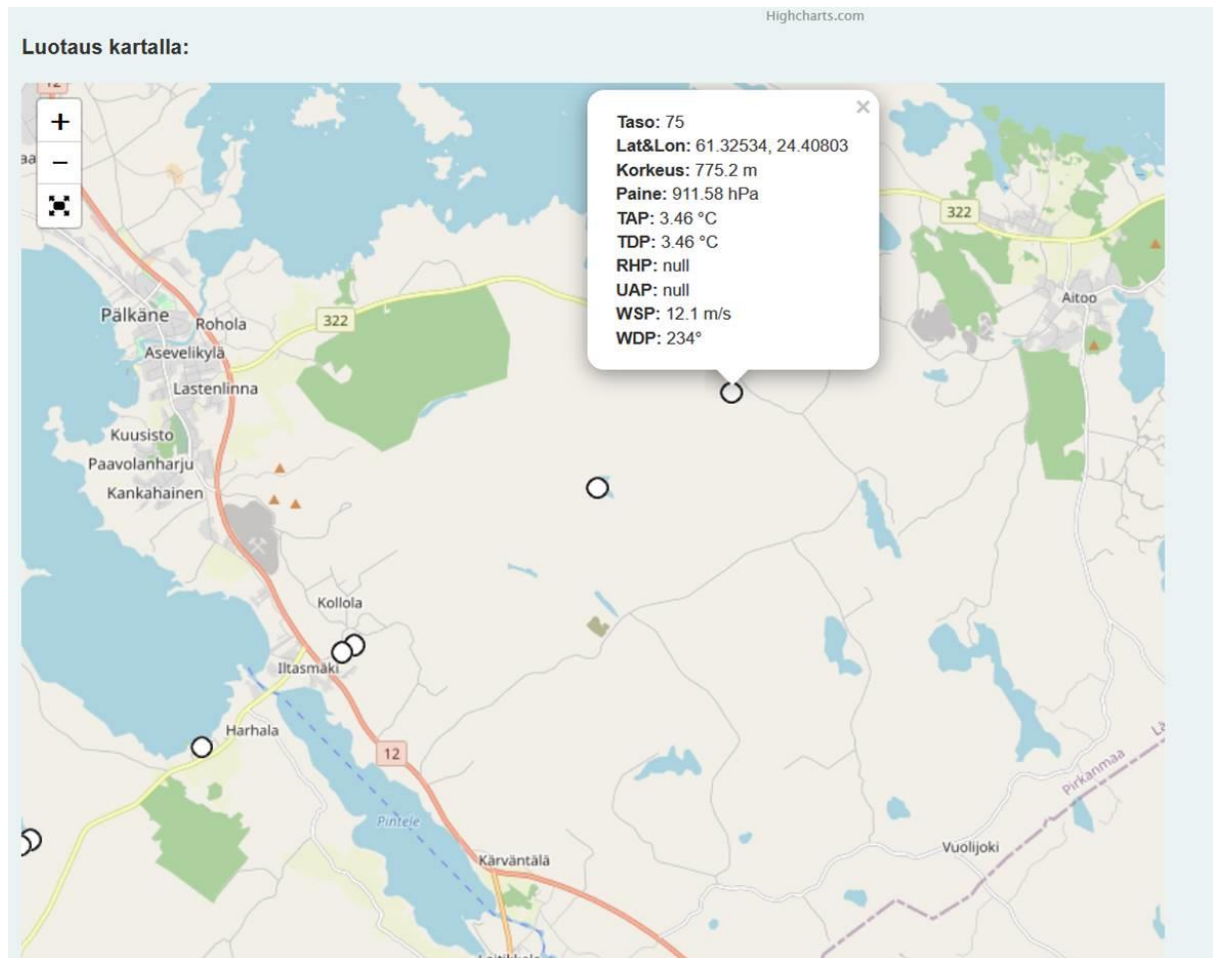 Highcharts.com
Luotaus kartalla:
12
+
−
×
Taso: 75
Lat&Lon: 61.32534, 24.40803
Korkeus: 775.2 m
Paine: 911.58 hPa
TAP: 3.46 °C
TDP: 3.46 °C
RHP: null
UAP: null
WSP: 12.1 m/s
WDP: 234°
322
Aitoo
Pälkäne
Rohola
322
Asevelikylä
Lastenlinna
Kuusisto
Paavolanharju
Kankahainen
Kollola
Iltasmäki
Harhala
12
Pirkanmaa
Pinteje
Vuolijoki
Kärväntälä